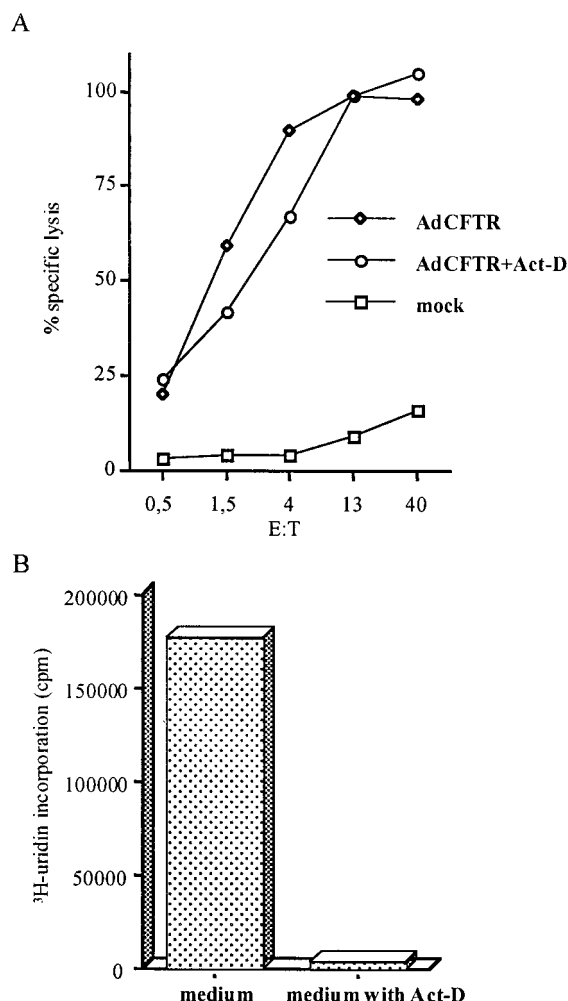 A
% specific lysis
100
75
50
25
0
0,5 1,5 4 13 40
E:T
AdCFTR
AdCFTR+Act-D
mock
B
³H-uridin incorporation (cpm)
200000
150000
100000
50000
0
medium medium with Act-D